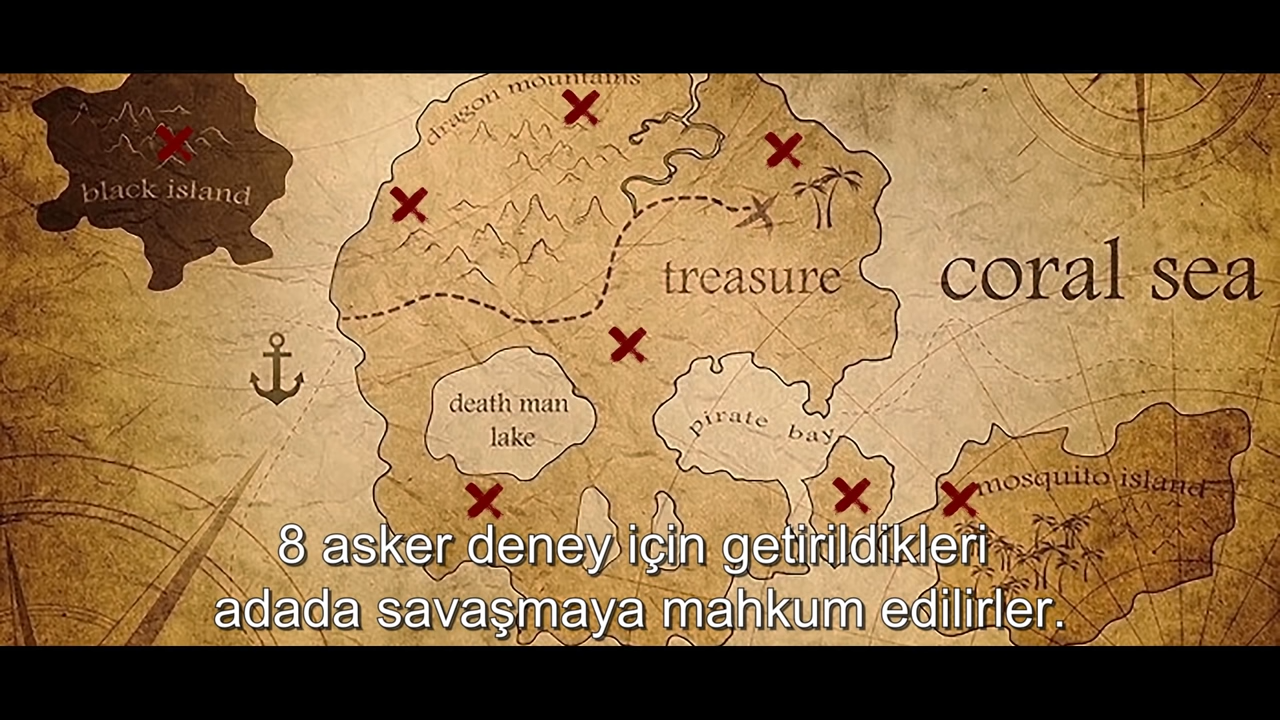 dragon mountains
black island
treasure
coral sea
death man
lake
pirate bay
mosquito island
8 asker deney için getirildikleri
adada savaşmaya mahkum edilirler.